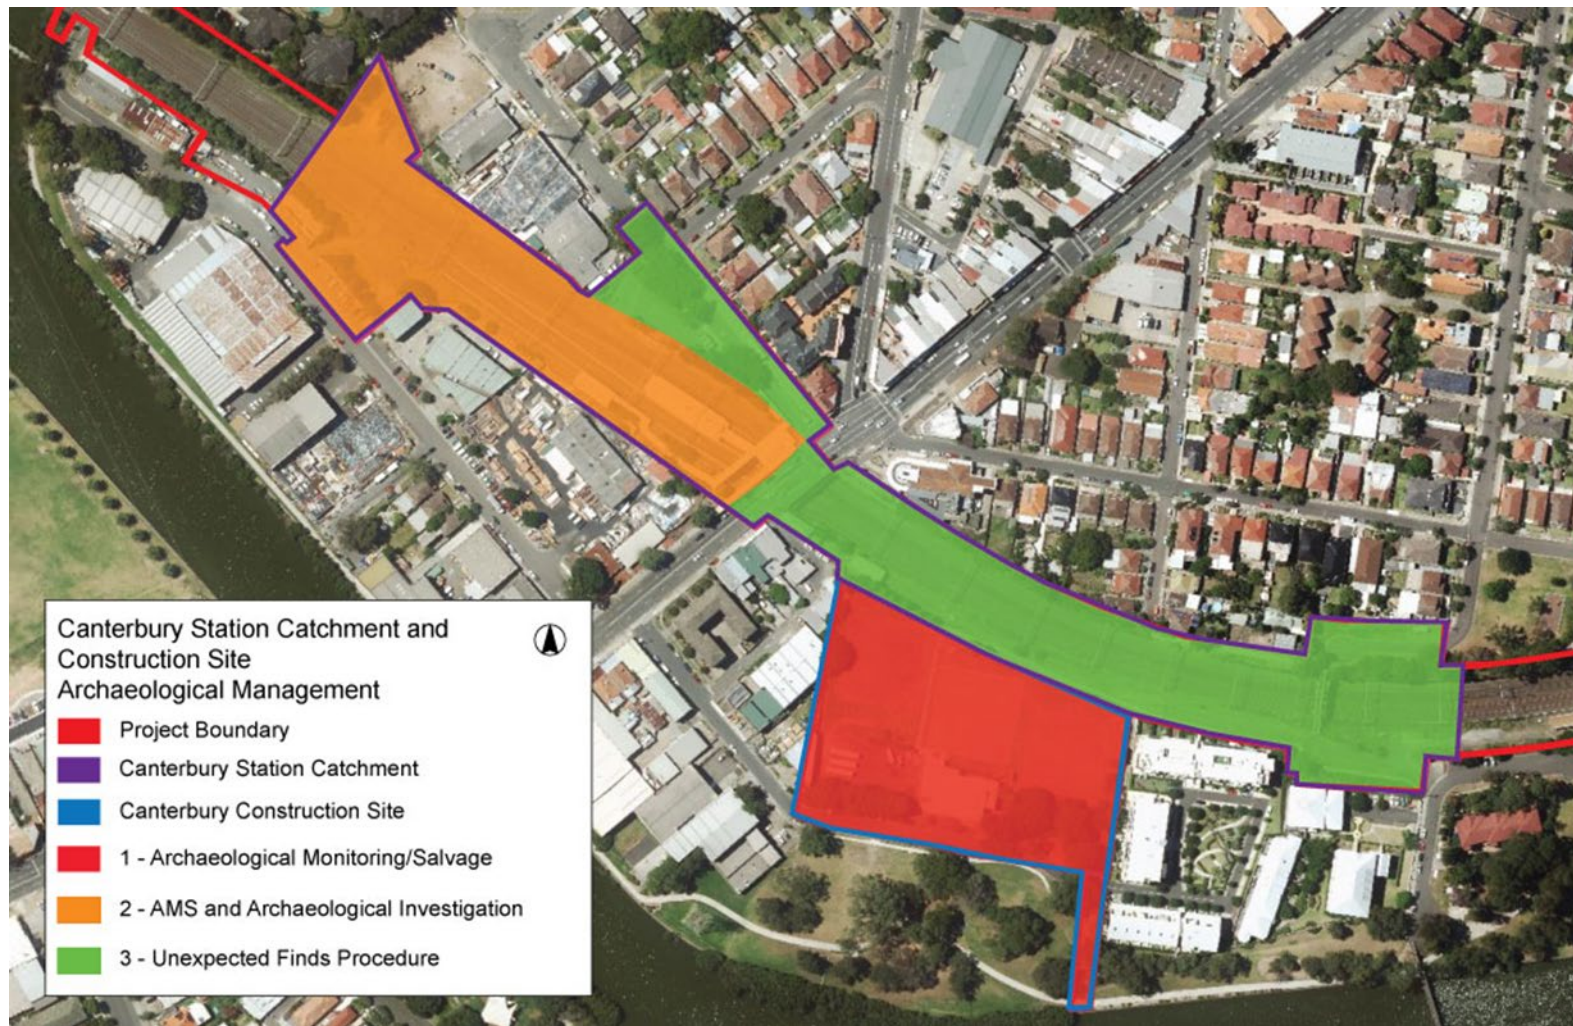 Canterbury Station Catchment and
Construction Site
Archaeological Management
Project Boundary
Canterbury Station Catchment
Canterbury Construction Site
1 - Archaeological Monitoring/Salvage
2 - AMS and Archaeological Investigation
3 - Unexpected Finds Procedure